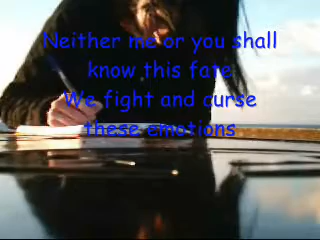 Neither me or you shall
know this fate
We fight and curse
these emotions